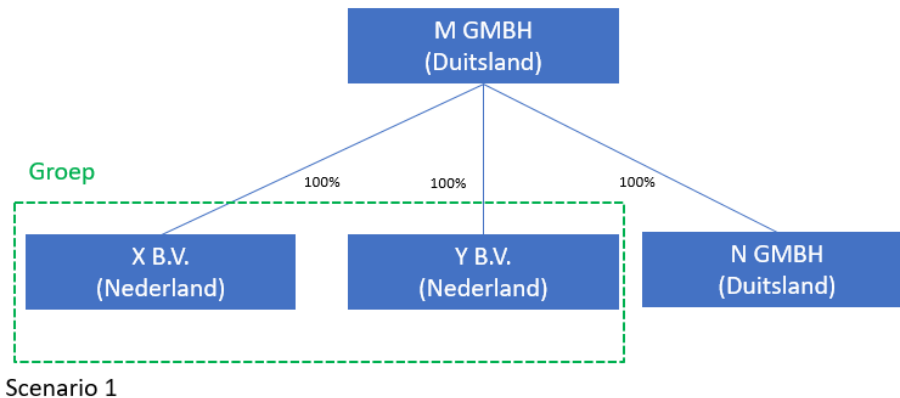 M GMBH
(Duitsland)
Groep
100%
100%
100%
X B.V.
(Nederland)
Y B.V.
(Nederland)
N GMBH
(Duitsland)
Scenario 1